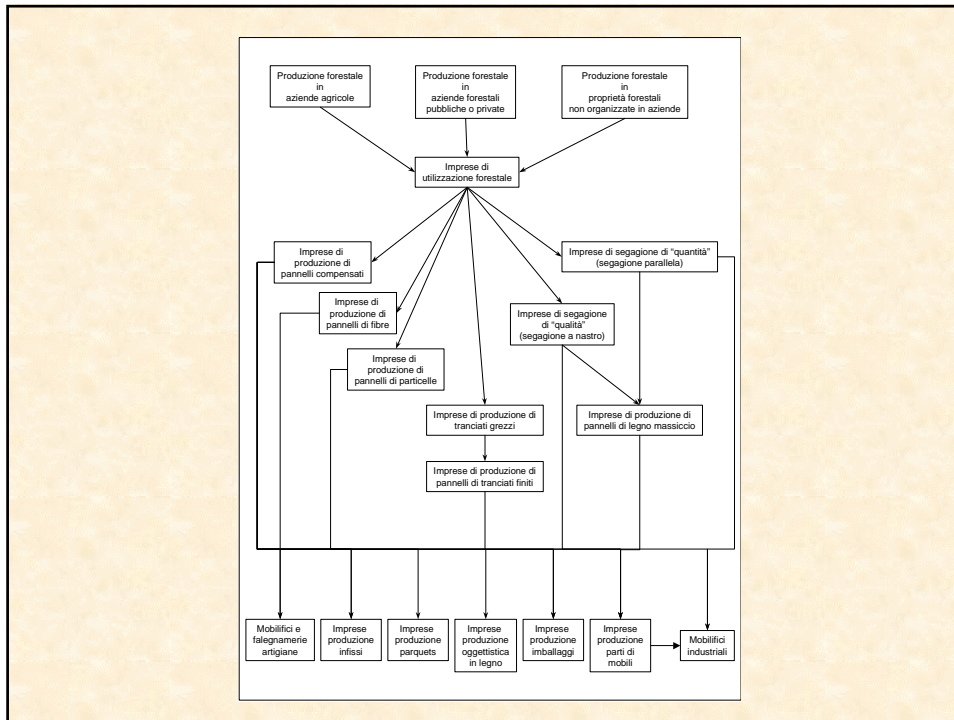 Produzione forestale
in
aziende agricole
Produzione forestale
in
aziende forestali
pubbliche o private
Produzione forestale
in
proprietà forestali
non organizzate in aziende
Imprese di
utilizzazione forestale
Imprese di
produzione di
pannelli compensati
Imprese di segagione di “quantità”
(segagione parallela)
Imprese di
produzione di
pannelli di fibre
Imprese di segagione
di “qualità”
(segagione a nastro)
Imprese di
produzione di
pannelli di particelle
Imprese di produzione di
tranciati grezzi
Imprese di produzione di
pannelli di legno massiccio
Imprese di produzione di
pannelli di tranciati finiti
Mobilifici e
falegnamerie
artigiane
Imprese
produzione
infissi
Imprese
produzione
parquets
Imprese
produzione
oggettistica
in legno
Imprese
produzione
imballaggi
Imprese
produzione
parti di
mobili
Mobilifici
industriali